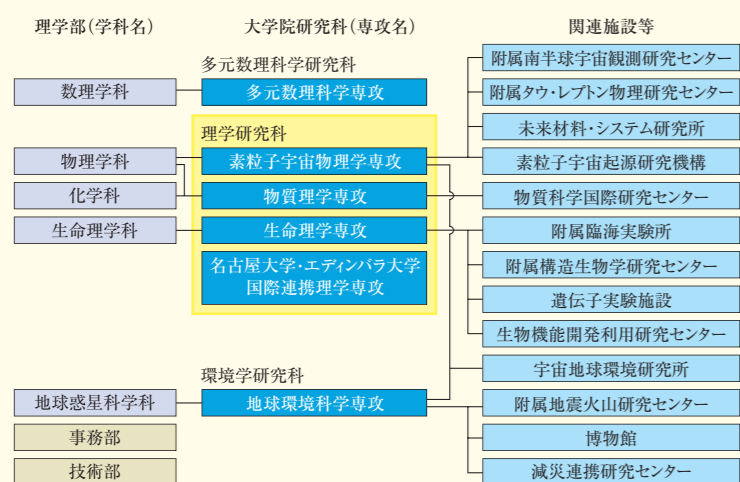 理学部(学科名)
大学院研究科(専攻名)
関連施設等
多元数理科学研究科
数理学科
多元数理科学専攻
理学研究科
物理学科
素粒子宇宙物理学専攻
化学科
物質理学専攻
生命理学科
生命理学専攻
名古屋大学・エディンバラ大学
国際連携理学専攻
環境学研究科
地球惑星科学科
地球環境科学専攻
事務部
技術部
附属南半球宇宙観測研究センター
附属タウ・レプトン物理研究センター
未来材料・システム研究所
素粒子宇宙起源研究機構
物質科学国際研究センター
附属臨海実験所
附属構造生物学研究センター
遺伝子実験施設
生物機能開発利用研究センター
宇宙地球環境研究所
附属地震火山研究センター
博物館
減災連携研究センター